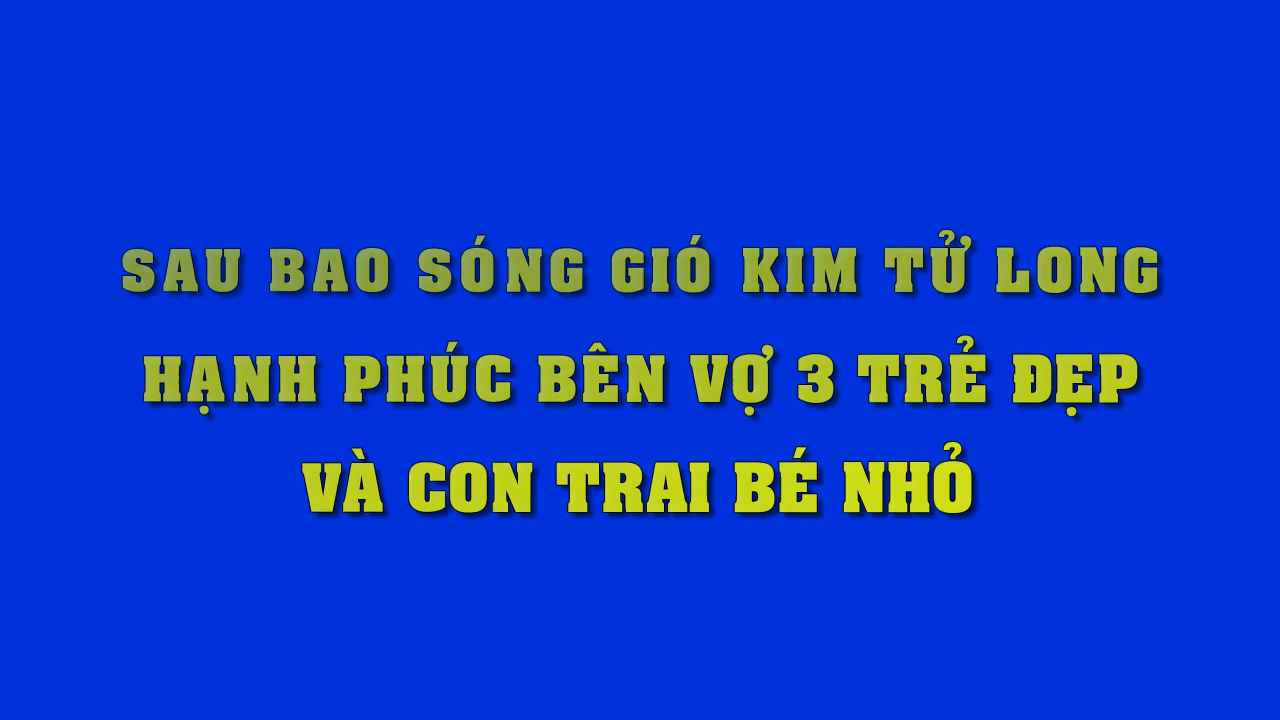 SAU BAO SÓNG GIÓ KIM TỬ LONG
HẠNH PHÚC BÊN VỢ 3 TRẺ ĐẸP
VÀ CON TRAI BÉ NHỎ